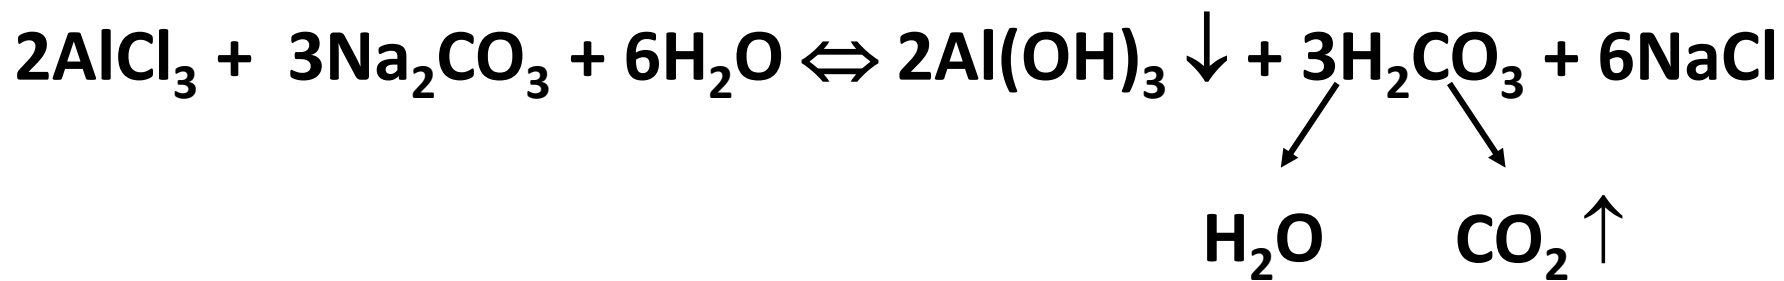 2AlCl₃ + 3Na₂CO₃ + 6H₂O ⇔ 2Al(OH)₃ ↓ + 3H₂CO₃ + 6NaCl
H₂O CO₂ ↑